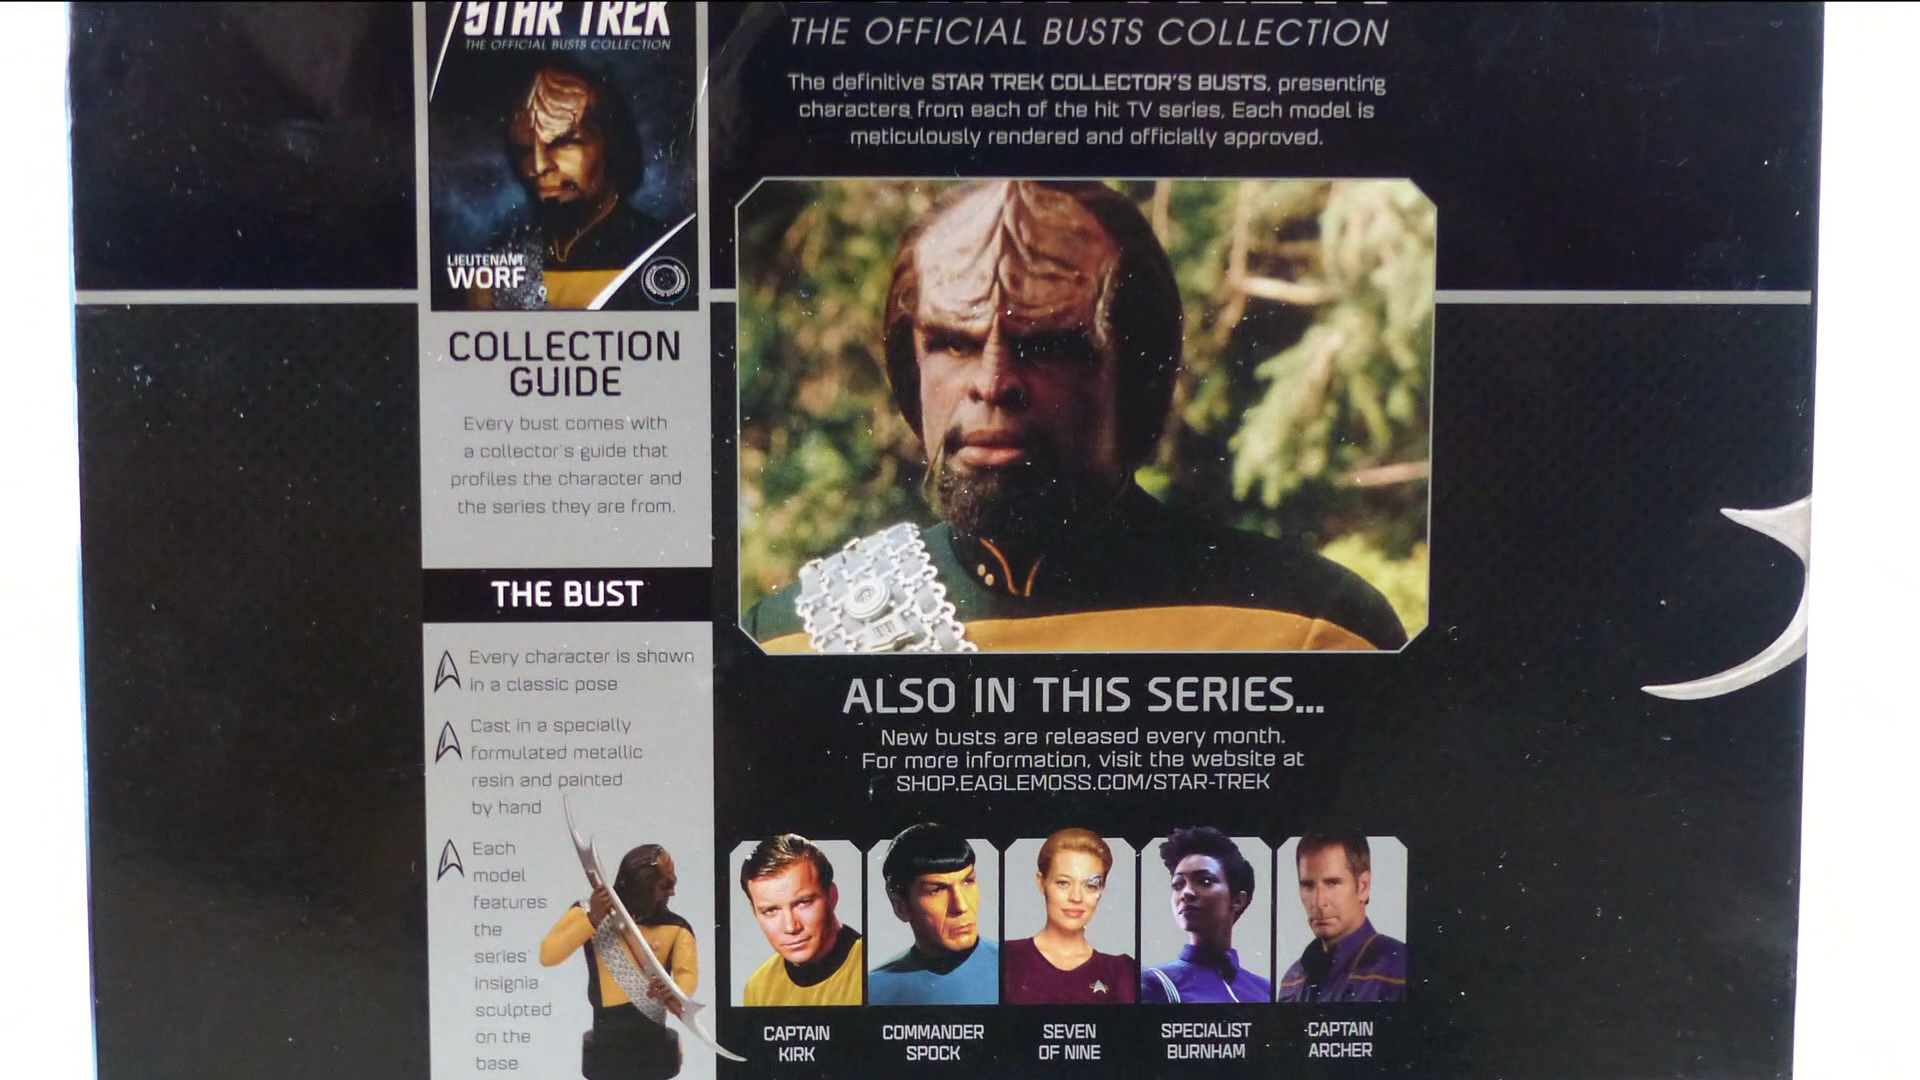 STAR TREK
THE OFFICIAL BUSTS COLLECTION
LIEUTENANT
WORF
COLLECTION
GUIDE
Every bust comes with
a collector's guide that
profiles the character and
the series they are from.
THE BUST
Every character is shown
in a classic pose
Cast in a specially
formulated metallic
resin and painted
by hand
Each
model
features
the
series'
insignia
sculpted
on the
base
THE OFFICIAL BUSTS COLLECTION
The definitive STAR TREK COLLECTOR'S BUSTS, presenting
characters from each of the hit TV series. Each model is
meticulously rendered and officially approved.
ALSO IN THIS SERIES...
New busts are released every month.
For more information, visit the website at
SHOP.EAGLEMOSS.COM/STAR-TREK
CAPTAIN
KIRK
COMMANDER
SPOCK
SEVEN
OF NINE
SPECIALIST
BURNHAM
CAPTAIN
ARCHER